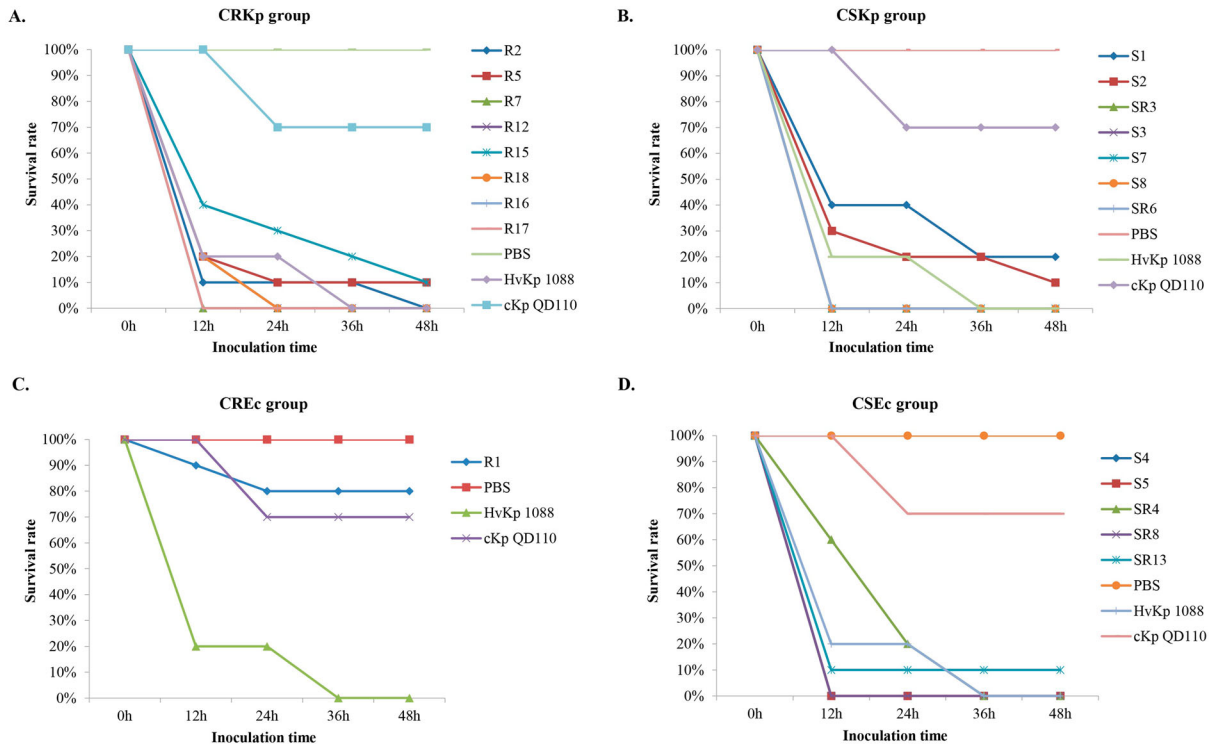 A.
CRKp group
100%
90%
80%
70%
60%
50%
40%
30%
20%
10%
0%
Survival rate
0h 12h 24h 36h 48h
Inoculation time
R2
R5
R7
R12
R15
R18
R16
R17
PBS
HvKp 1088
cKp QD110
B.
CSKp group
100%
90%
80%
70%
60%
50%
40%
30%
20%
10%
0%
Survival rate
0h 12h 24h 36h 48h
Inoculation time
S1
S2
SR3
S3
S7
S8
SR6
PBS
HvKp 1088
cKp QD110
C.
CREc group
100%
90%
80%
70%
60%
50%
40%
30%
20%
10%
0%
Survival rate
0h 12h 24h 36h 48h
Inoculation time
R1
PBS
HvKp 1088
cKp QD110
D.
CSEc group
100%
90%
80%
70%
60%
50%
40%
30%
20%
10%
0%
Survival rate
0h 12h 24h 36h 48h
Inoculation time
S4
S5
SR4
SR8
SR13
PBS
HvKp 1088
cKp QD110